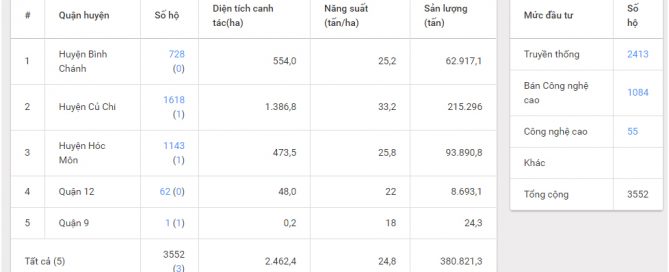 # Quận huyện Số hộ Diện tích canh tác(ha) Năng suất (tấn/ha) Sản lượng (tấn)
1 Huyện Bình Chánh 728 (0) 554,0 25,2 62.917,1
2 Huyện Củ Chi 1618 (1) 1.386,8 33,2 215.296
3 Huyện Hóc Môn 1143 (1) 473,5 25,8 93.890,8
4 Quận 12 62 (0) 48,0 22 8.693,1
5 Quận 9 1 (1) 0,2 18 24,3
Tất cả (5) 3552 (3) 2.462,4 24,8 380.821,3
Mức đầu tư Số hộ
Truyền thống 2413
Bán Công nghệ cao 1084
Công nghệ cao 55
Khác
Tổng cộng 3552